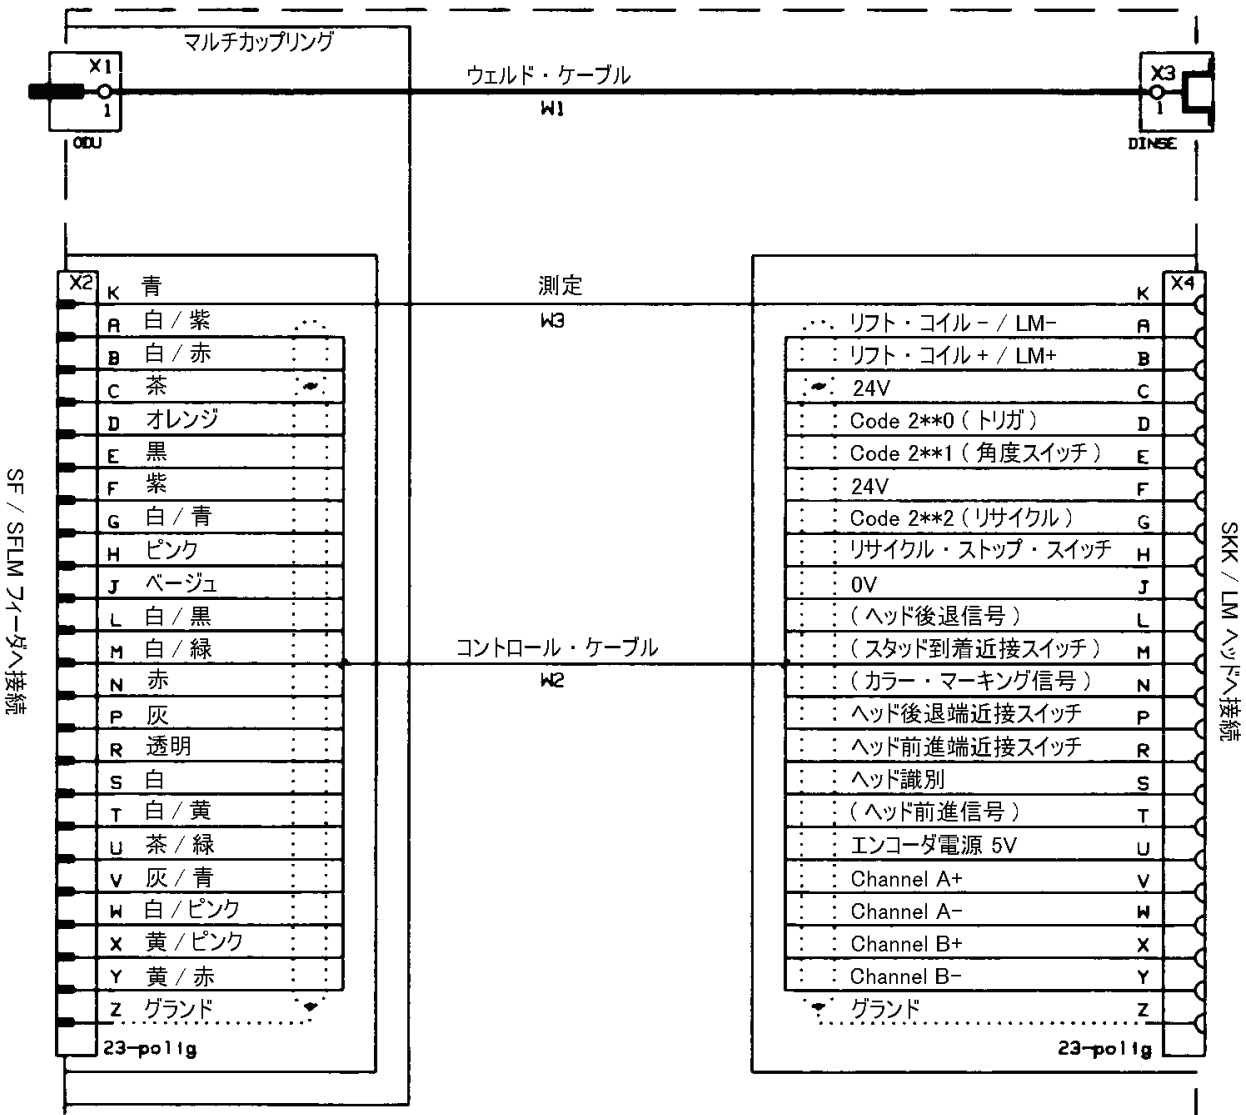 マルチカップリング
X1
1
ODU
ウェルド・ケーブル
W1
X3
1
DINSE
SF / SFLM フィーダへ接続
X2
K 青
A 白 / 紫
B 白 / 赤
C 茶
D オレンジ
E 黒
F 紫
G 白 / 青
H ピンク
J ベージュ
L 白 / 黒
M 白 / 緑
N 赤
P 灰
R 透明
S 白
T 白 / 黄
U 茶 / 緑
V 灰 / 青
W 白 / ピンク
X 黄 / ピンク
Y 黄 / 赤
Z グランド
23-polig
測定
W3
コントロール・ケーブル
W2
X4
K
リフト・コイル - / LM- A
リフト・コイル + / LM+ B
24V C
Code 2**0 ( トリガ ) D
Code 2**1 ( 角度スイッチ ) E
24V F
Code 2**2 ( リサイクル ) G
リサイクル・ストップ・スイッチ H
0V J
( ヘッド後退信号 ) L
( スタッド到着近接スイッチ ) M
( カラー・マーキング信号 ) N
ヘッド後退端近接スイッチ P
ヘッド前進端近接スイッチ R
ヘッド識別 S
( ヘッド前進信号 ) T
エンコーダ電源 5V U
Channel A+ V
Channel A- W
Channel B+ X
Channel B- Y
グランド Z
23-polig
SKK / LM ヘッドへ接続